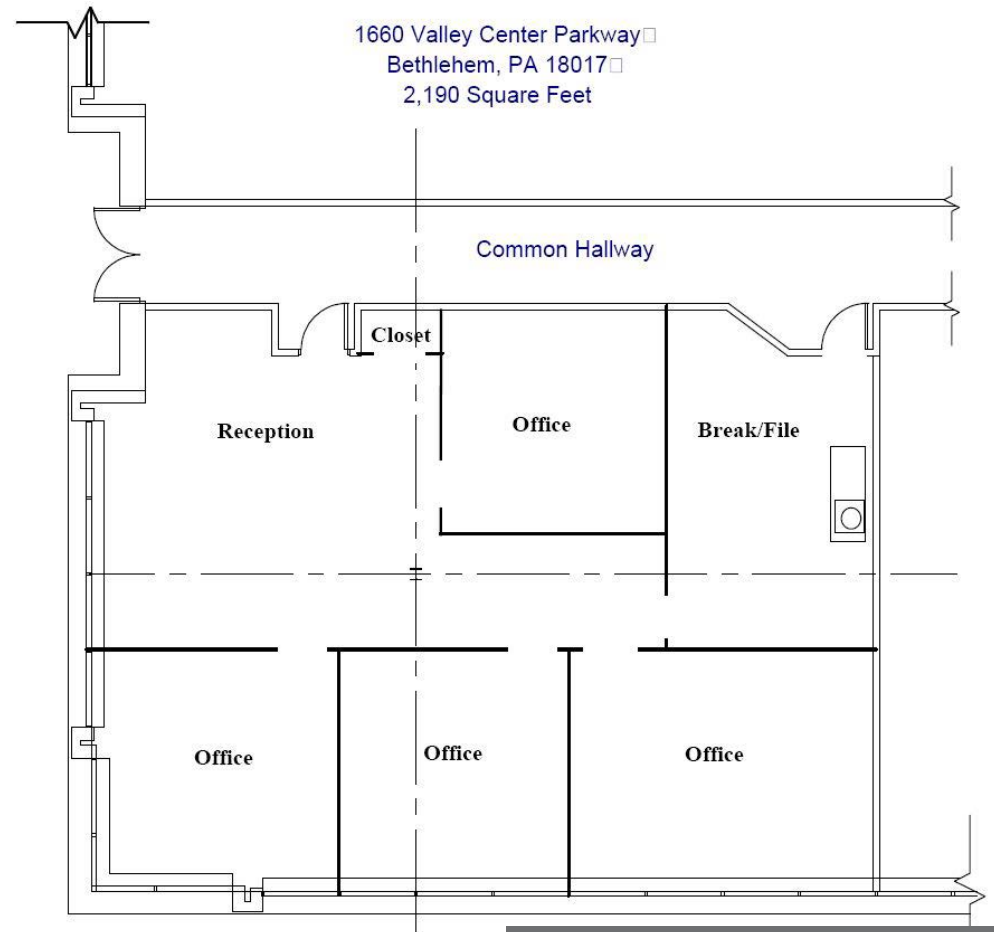 1660 Valley Center Parkway
Bethlehem, PA 18017
2,190 Square Feet
Common Hallway
Closet
Reception
Office
Break/File
Office
Office
Office